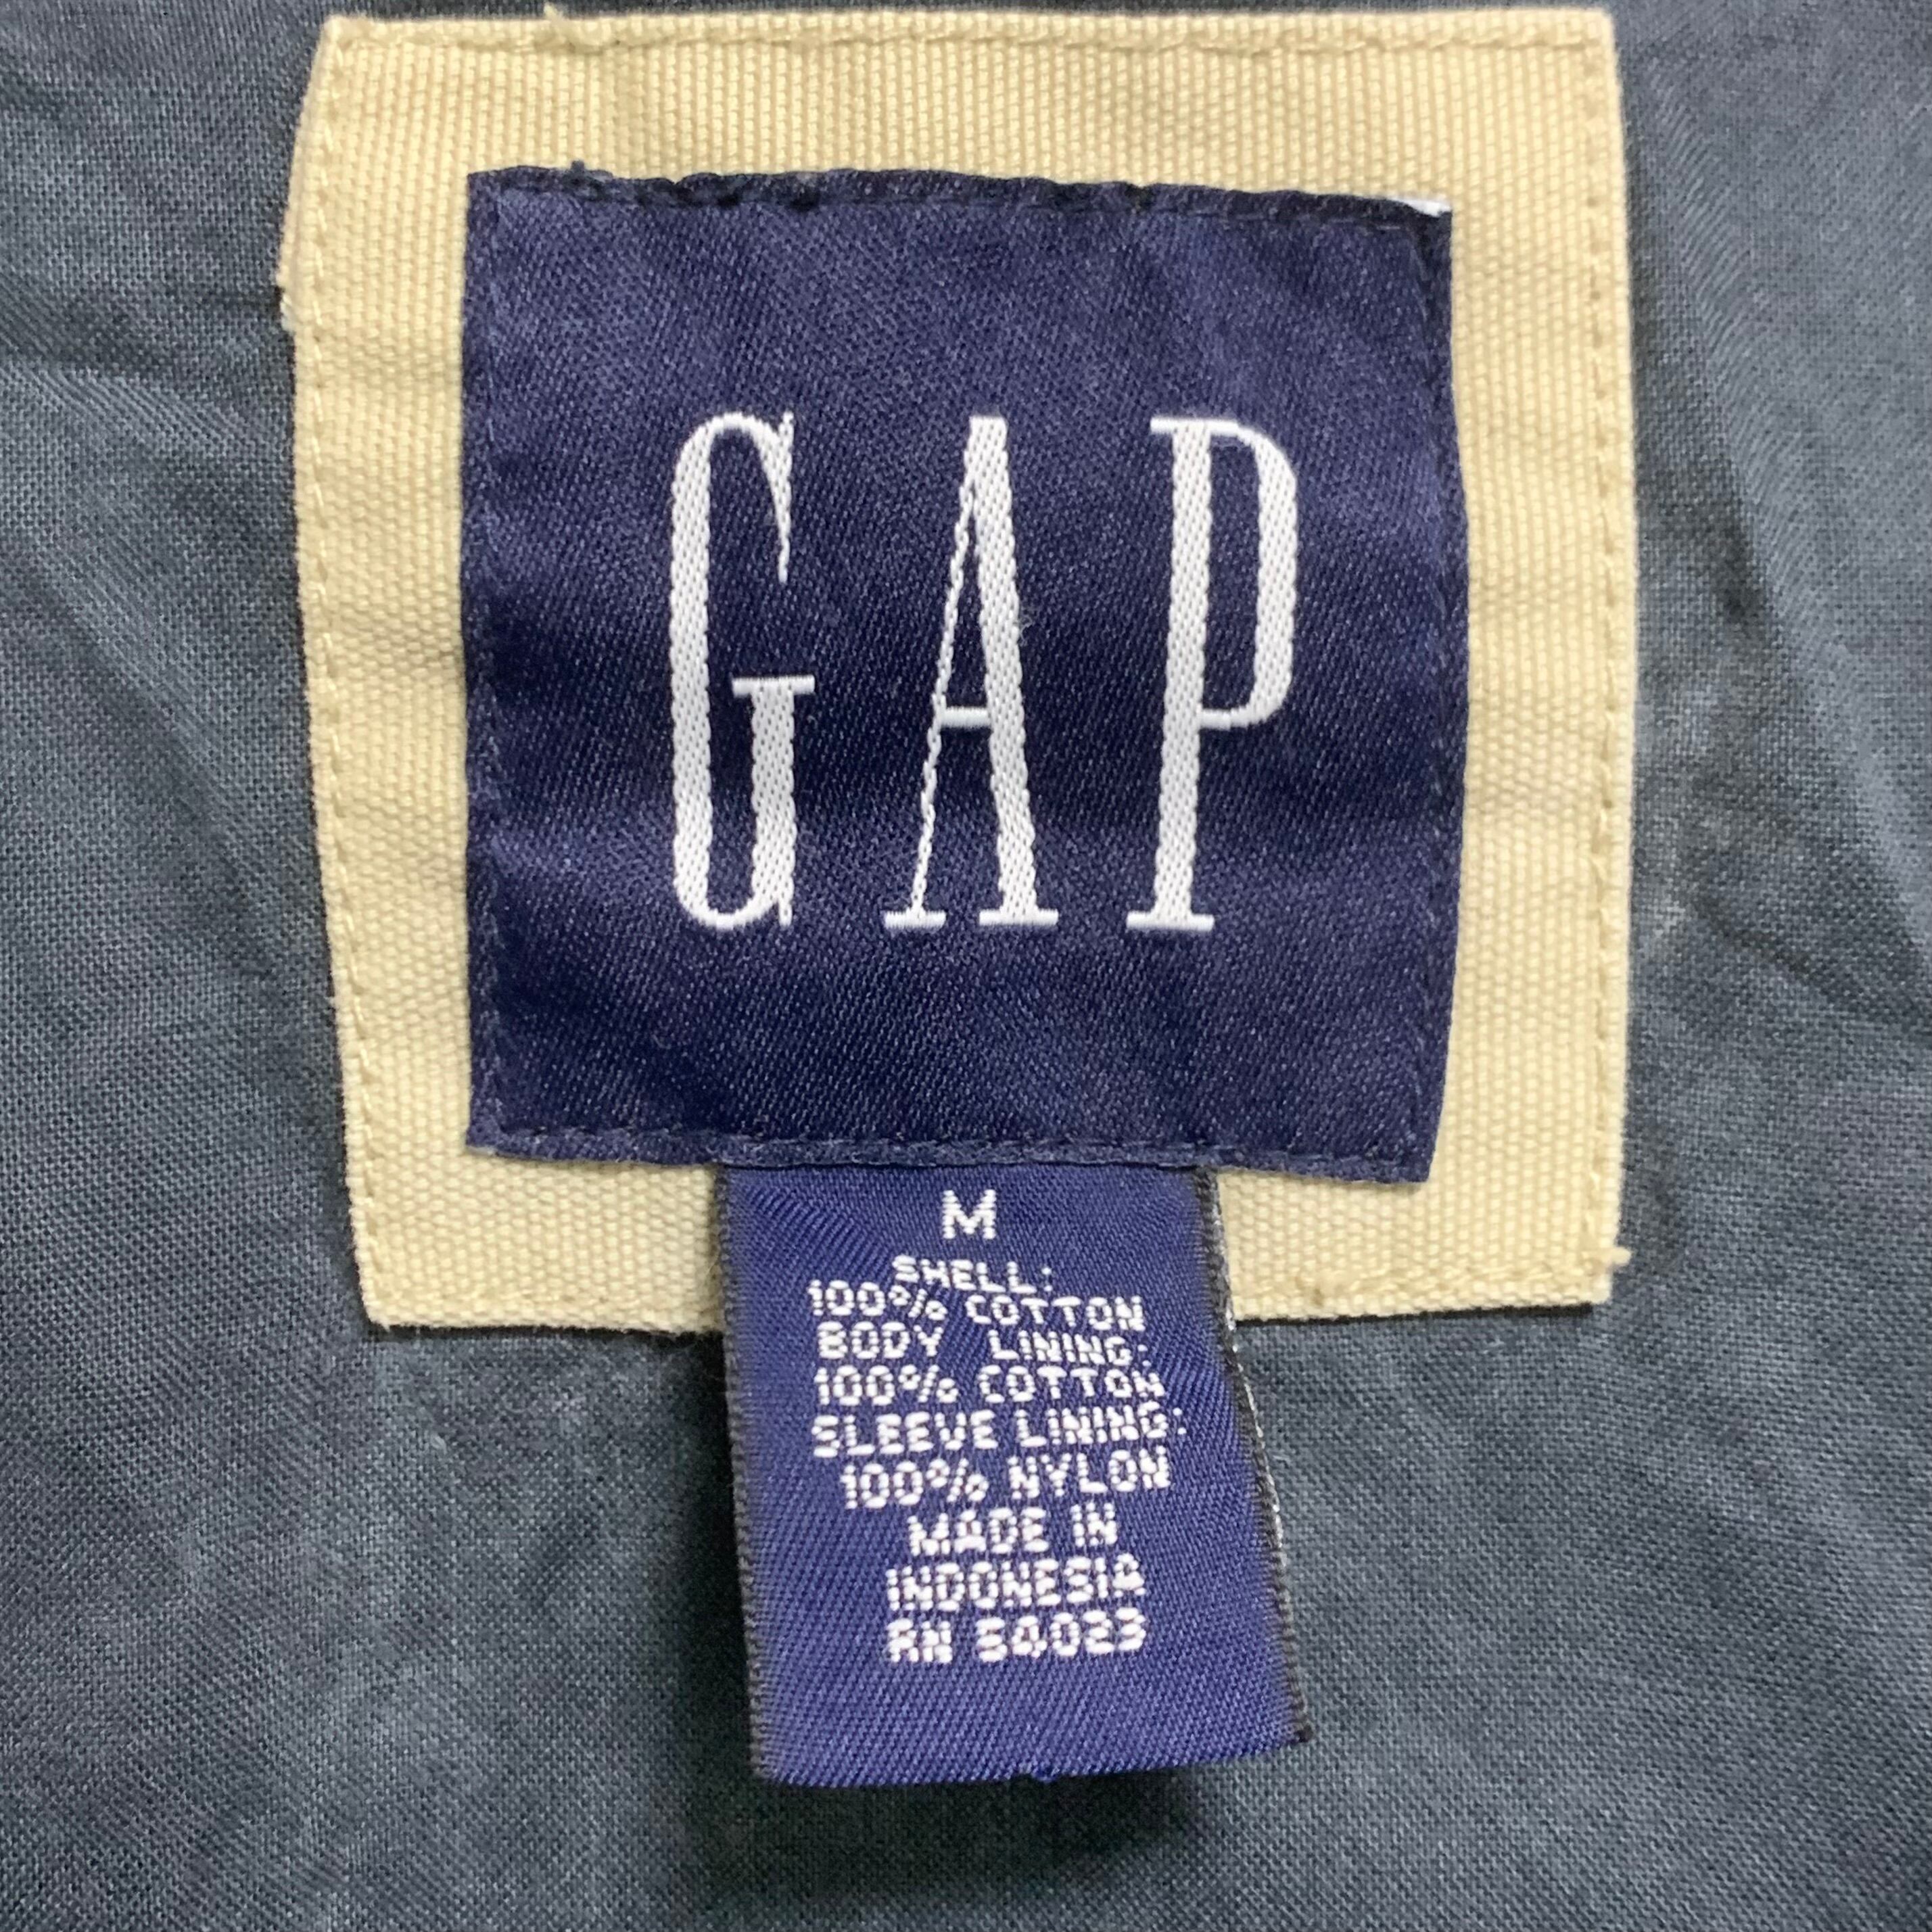 GAP
M
SHELL:
100% COTTON
BODY LINING:
100% COTTON
SLEEVE LINING:
100% NYLON
MADE IN
INDONESIA
RN 54023